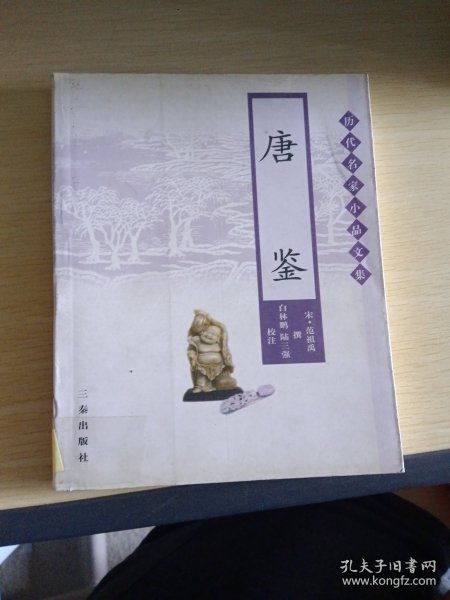 唐鉴
历代名家小品文集
宋·范祖禹 撰
白林鹏 陆三强 校注
三秦出版社
孔夫子旧书网
www.kongfz.com